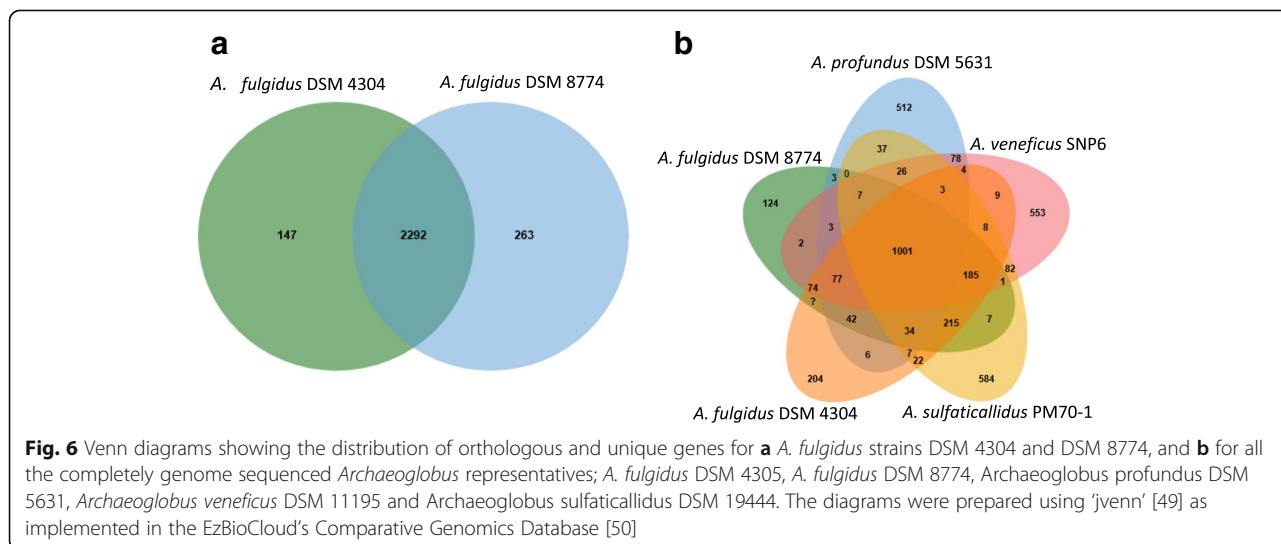 a
A. fulgidus DSM 4304
A. fulgidus DSM 8774
147
2292
263
b
A. profundus DSM 5631
A. veneficus SNP6
A. fulgidus DSM 8774
512
37
78
4
3
0
26
124
7
3
9
553
3
8
2
1001
82
77
185
1
74
?
42
34
215
7
6
7
22
204
584
A. fulgidus DSM 4304
A. sulfaticallidus PM70-1
Fig. 6 Venn diagrams showing the distribution of orthologous and unique genes for a A. fulgidus strains DSM 4304 and DSM 8774, and b for all
the completely genome sequenced Archaeoglobus representatives; A. fulgidus DSM 4305, A. fulgidus DSM 8774, Archaeoglobus profundus DSM
5631, Archaeoglobus veneficus DSM 11195 and Archaeoglobus sulfaticallidus DSM 19444. The diagrams were prepared using ‘jvenn’ [49] as
implemented in the EzBioCloud’s Comparative Genomics Database [50]